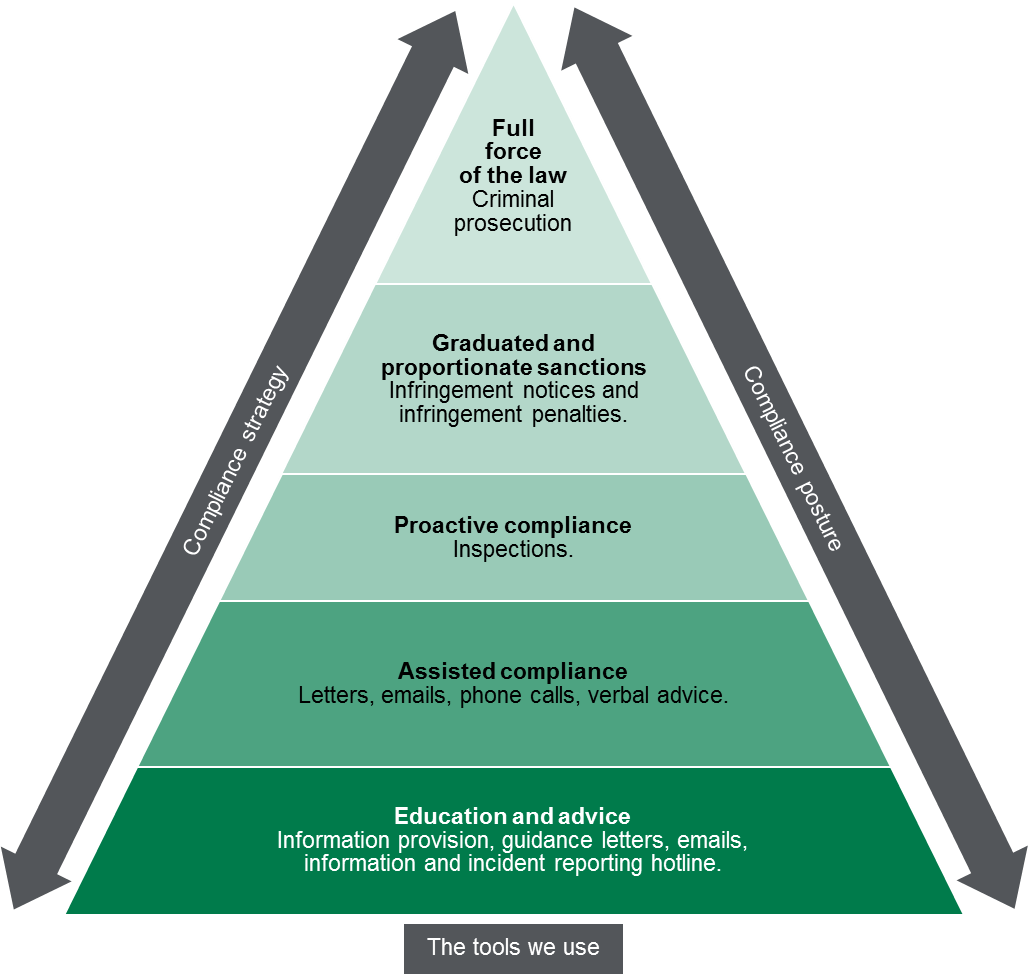 Full
force
of the law
Criminal
prosecution
Graduated and
proportionate sanctions
Infringement notices and
infringement penalties.
Compliance strategy
Compliance posture
Proactive compliance
Inspections.
Assisted compliance
Letters, emails, phone calls, verbal advice.
Education and advice
Information provision, guidance letters, emails,
information and incident reporting hotline.
The tools we use